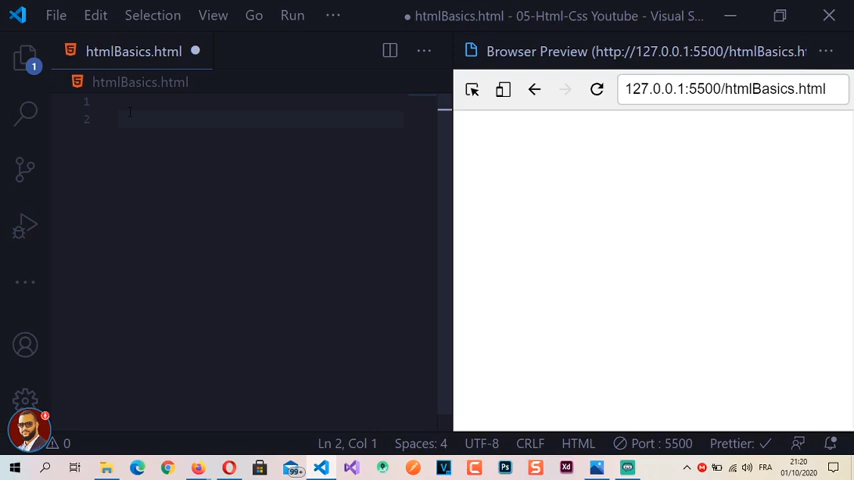 File Edit Selection View Go Run ··· ● htmlBasics.html - 05-Html-Css Youtube - Visual S...
htmlBasics.html ● Browser Preview (http://127.0.0.1:5500/htmlBasics.h
htmlBasics.html
127.0.0.1:5500/htmlBasics.html
1
2
1
0 Ln 2, Col 1 Spaces: 4 UTF-8 CRLF HTML Port : 5500 Prettier: ✓
99+ FRA 21:20
01/10/2020